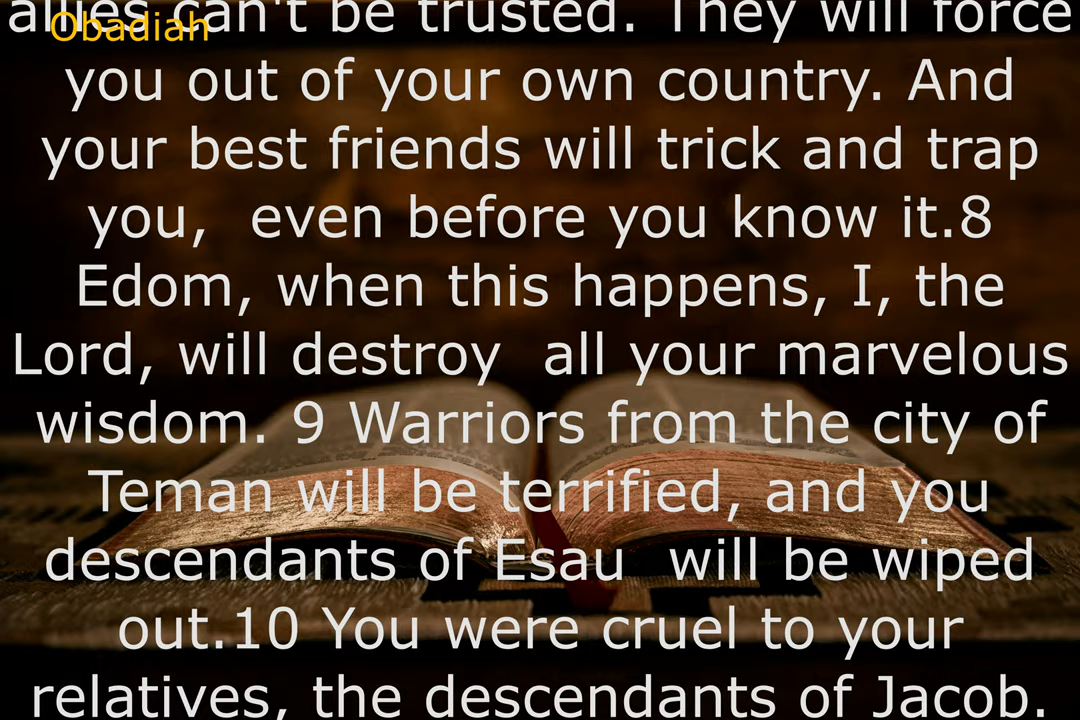 allies can't be trusted. They will force
Obadiah
you out of your own country. And
your best friends will trick and trap
you, even before you know it.8
Edom, when this happens, I, the
Lord, will destroy all your marvelous
wisdom. 9 Warriors from the city of
Teman will be terrified, and you
descendants of Esau will be wiped
out.10 You were cruel to your
relatives, the descendants of Jacob.